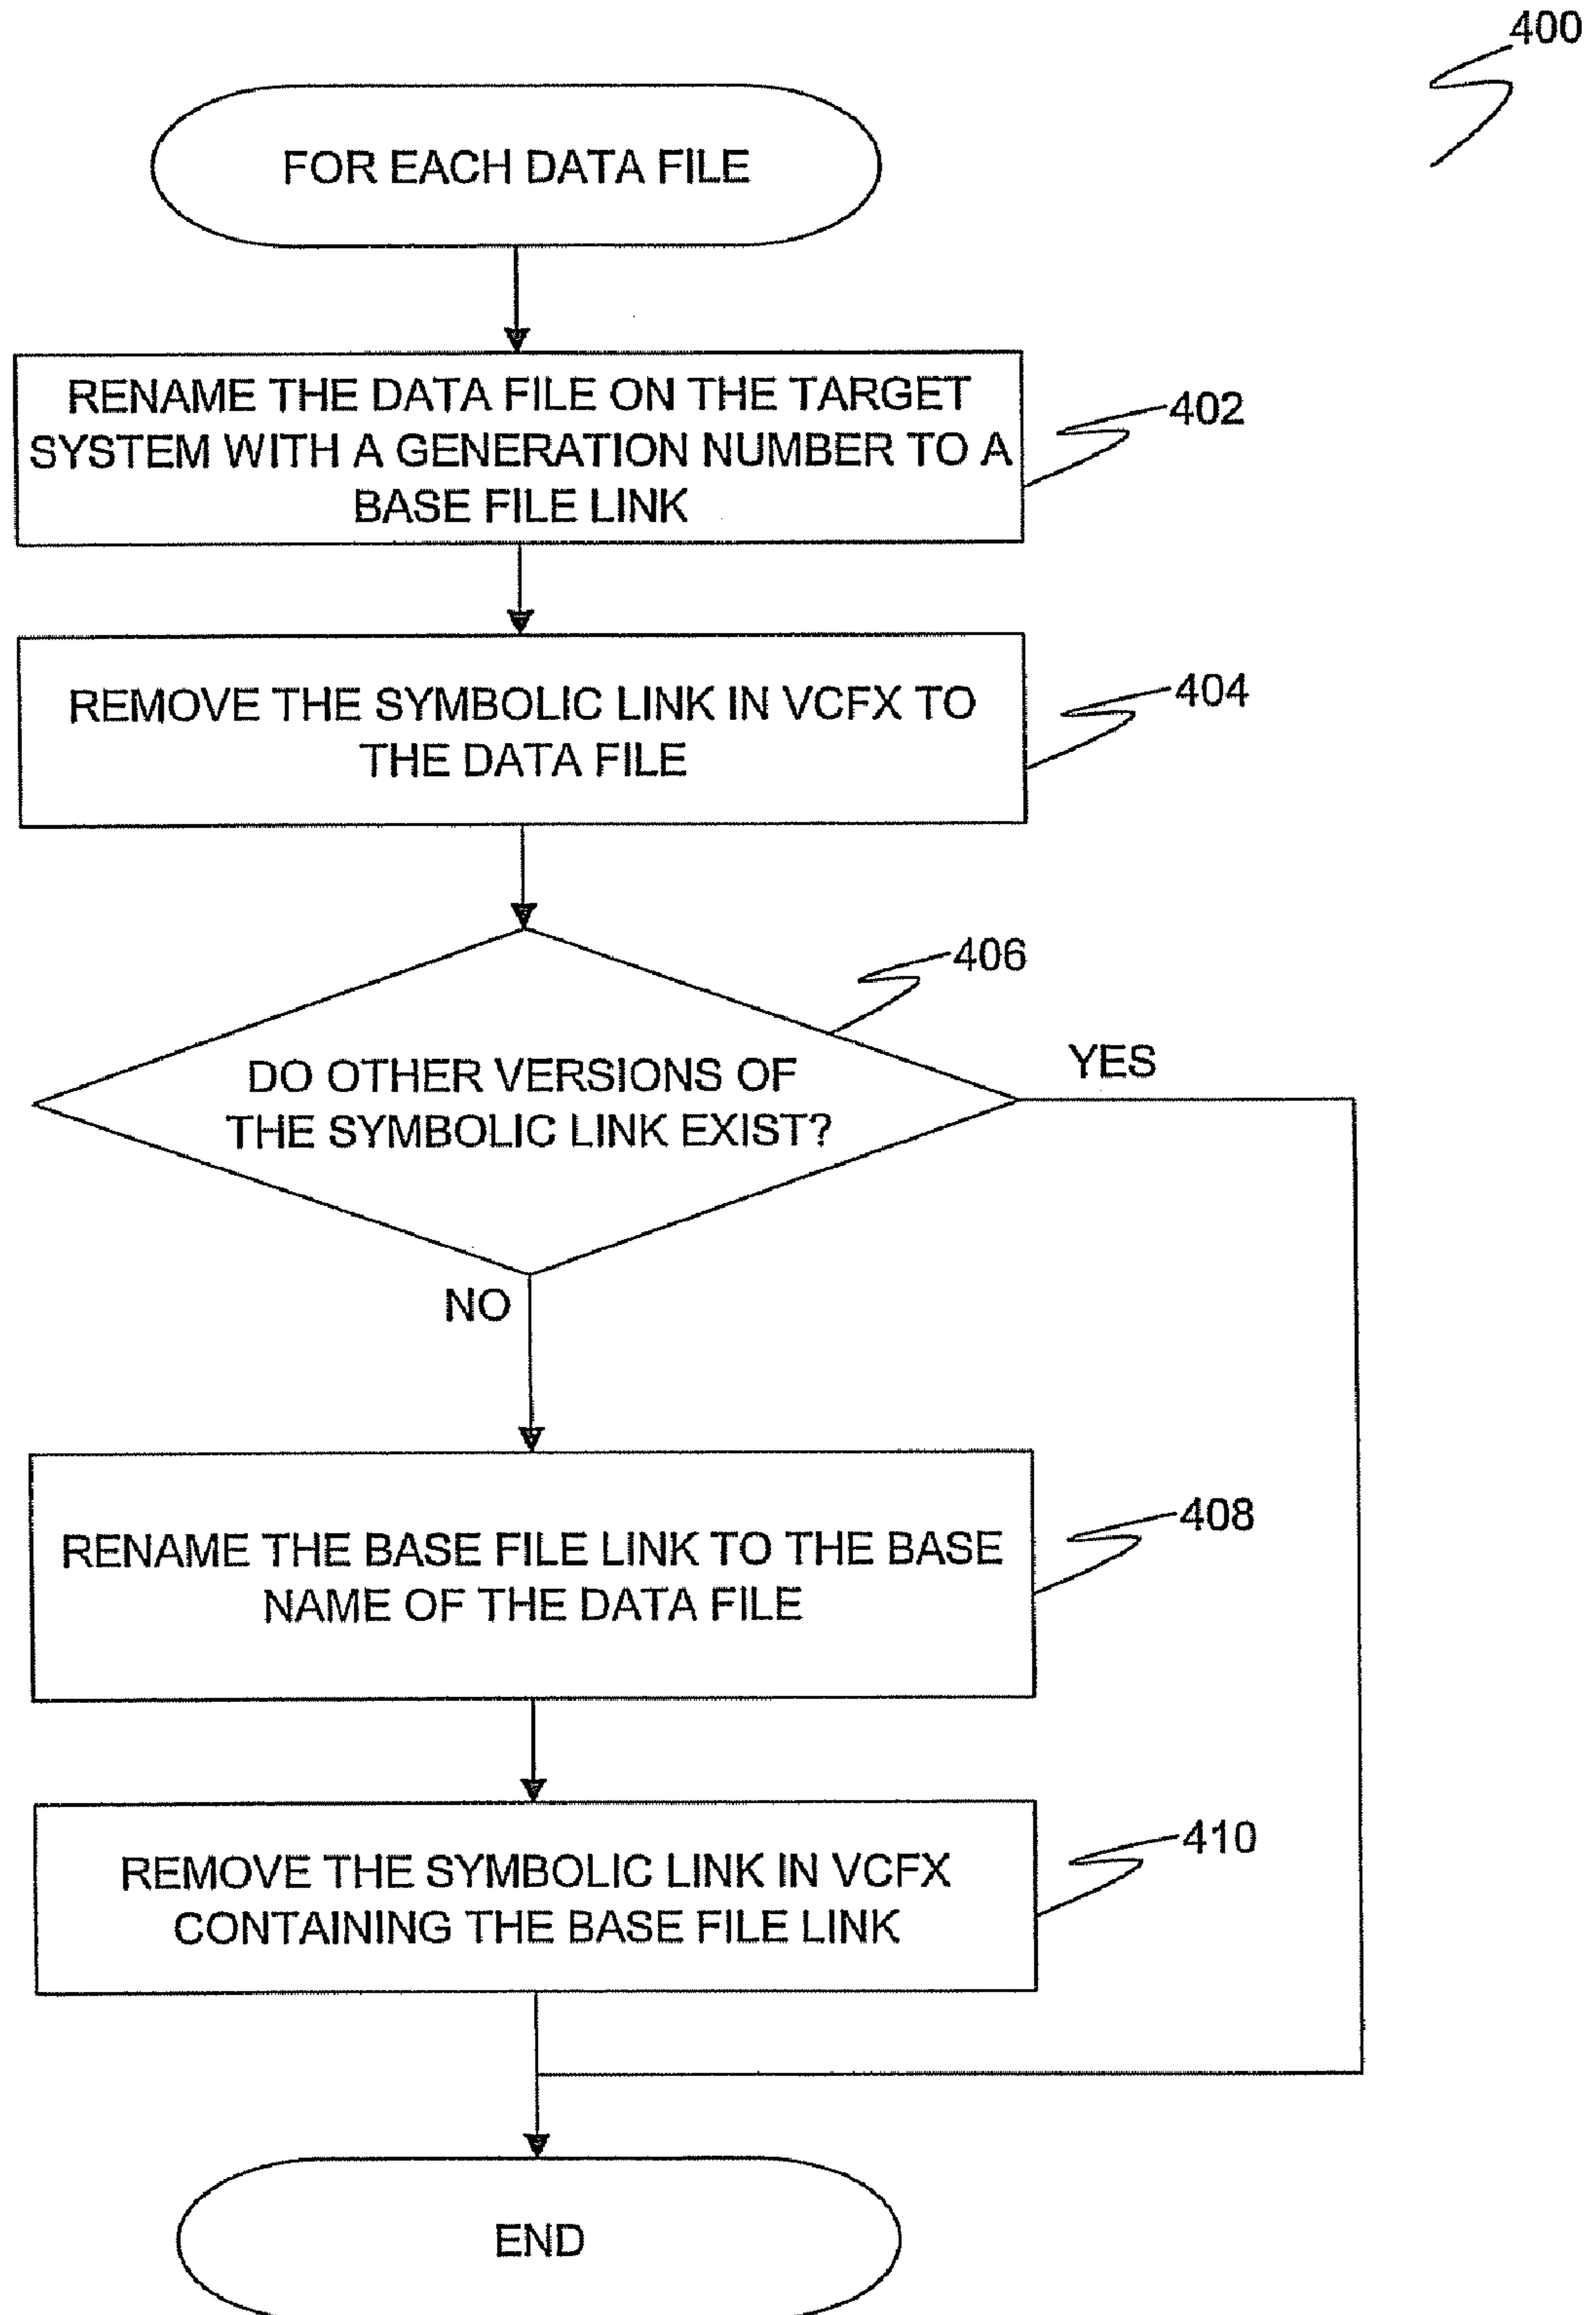 400
FOR EACH DATA FILE
RENAME THE DATA FILE ON THE TARGET
SYSTEM WITH A GENERATION NUMBER TO A
BASE FILE LINK
402
REMOVE THE SYMBOLIC LINK IN VCFX TO
THE DATA FILE
404
406
DO OTHER VERSIONS OF
THE SYMBOLIC LINK EXIST?
YES
NO
RENAME THE BASE FILE LINK TO THE BASE
NAME OF THE DATA FILE
408
REMOVE THE SYMBOLIC LINK IN VCFX
CONTAINING THE BASE FILE LINK
410
END